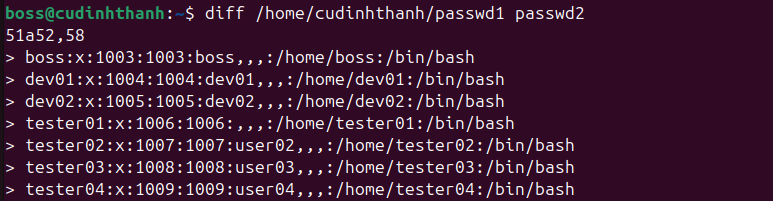 boss@cudinhthanh:~$ diff /home/cudinhthanh/passwd1 passwd2
51a52,58
> boss:x:1003:1003:boss,,,:/home/boss:/bin/bash
> dev01:x:1004:1004:dev01,,,:/home/dev01:/bin/bash
> dev02:x:1005:1005:dev02,,,:/home/dev02:/bin/bash
> tester01:x:1006:1006:,,,:/home/tester01:/bin/bash
> tester02:x:1007:1007:user02,,,:/home/tester02:/bin/bash
> tester03:x:1008:1008:user03,,,:/home/tester03:/bin/bash
> tester04:x:1009:1009:user04,,,:/home/tester04:/bin/bash